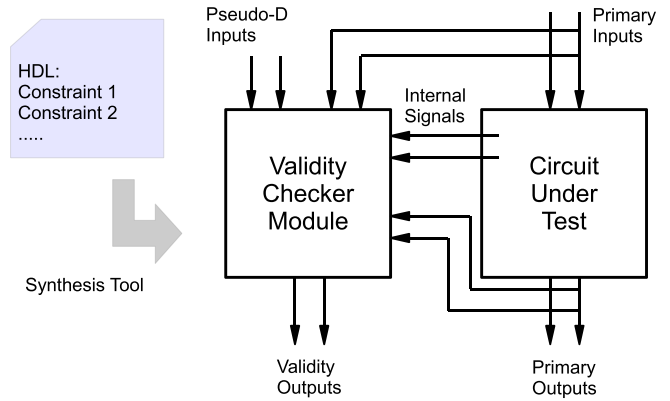 Pseudo-D
Inputs
Primary
Inputs
HDL:
Constraint 1
Constraint 2
.....
Internal
Signals
Validity
Checker
Module
Circuit
Under
Test
Synthesis Tool
Validity
Outputs
Primary
Outputs